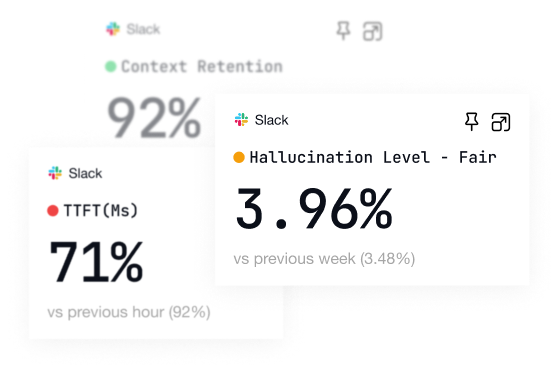 Slack
Context Retention
92%
Slack
Hallucination Level - Fair
3.96%
vs previous week (3.48%)
Slack
TTFT(Ms)
71%
vs previous hour (92%)